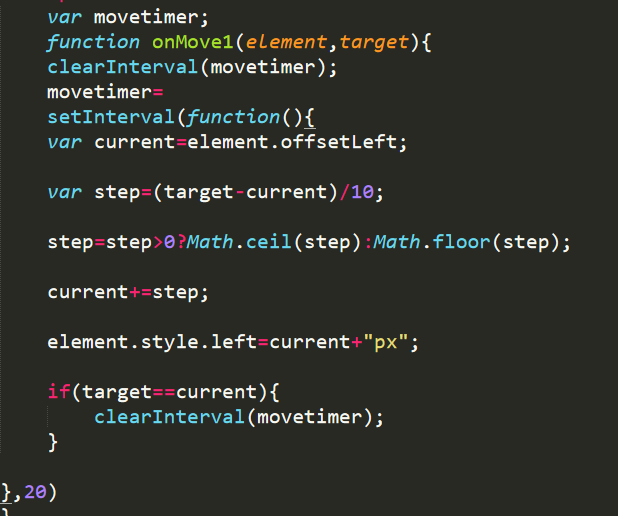 var movetimer;
function onMove1(element,target){
clearInterval(movetimer);
movetimer=
setInterval(function(){
var current=element.offsetLeft;
var step=(target-current)/10;
step=step>0?Math.ceil(step):Math.floor(step);
current+=step;
element.style.left=current+"px";
if(target==current){
clearInterval(movetimer);
}
},20)
}